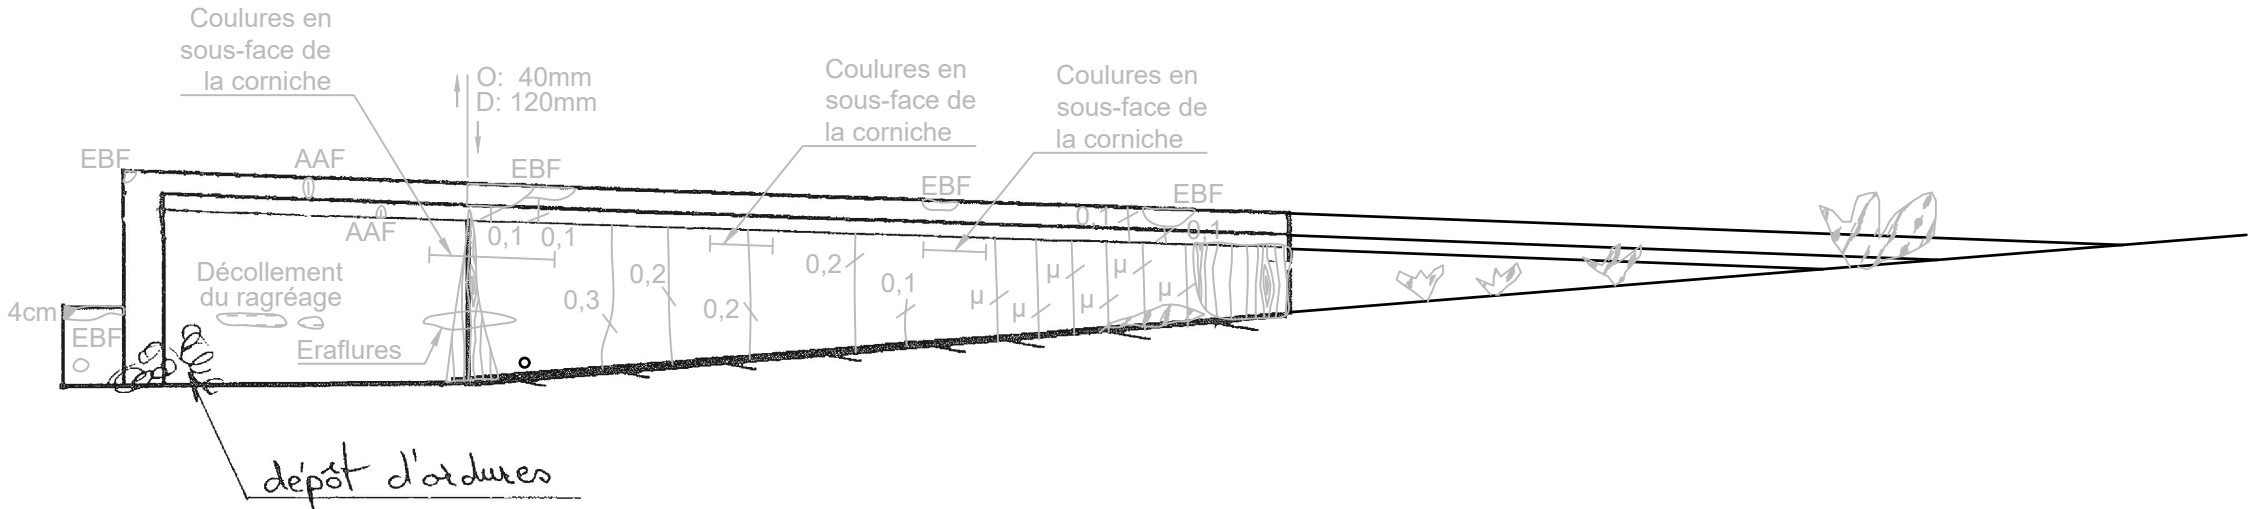 Coulures en
sous-face de
la corniche
O: 40mm
D: 120mm
Coulures en
sous-face de
la corniche
Coulures en
sous-face de
la corniche
EBF
AAF
EBF
EBF
EBF
AAF
0,1
0,1
0,1
0,1
Décollement
du ragréage
4cm
EBF
Eraflures
0,3
0,2
0,2
0,2
0,1
µ
µ
µ
µ
µ
µ
dépôt d'ordures